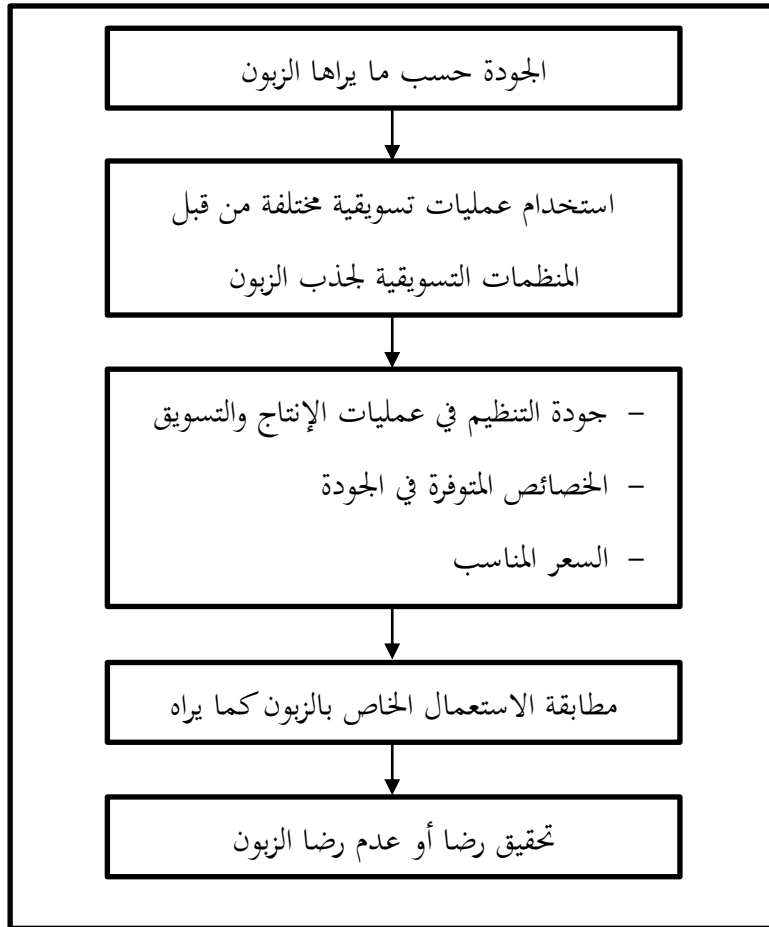 الجودة حسب ما يراها الزبون
استخدام عمليات تسويقية مختلفة من قبل
المنظمات التسويقية لجذب الزبون
- جودة التنظيم في عمليات الإنتاج والتسويق
- الخصائص المتوفرة في الجودة
- السعر المناسب
مطابقة الاستعمال الخاص بالزبون كما يراه
تحقيق رضا أو عدم رضا الزبون